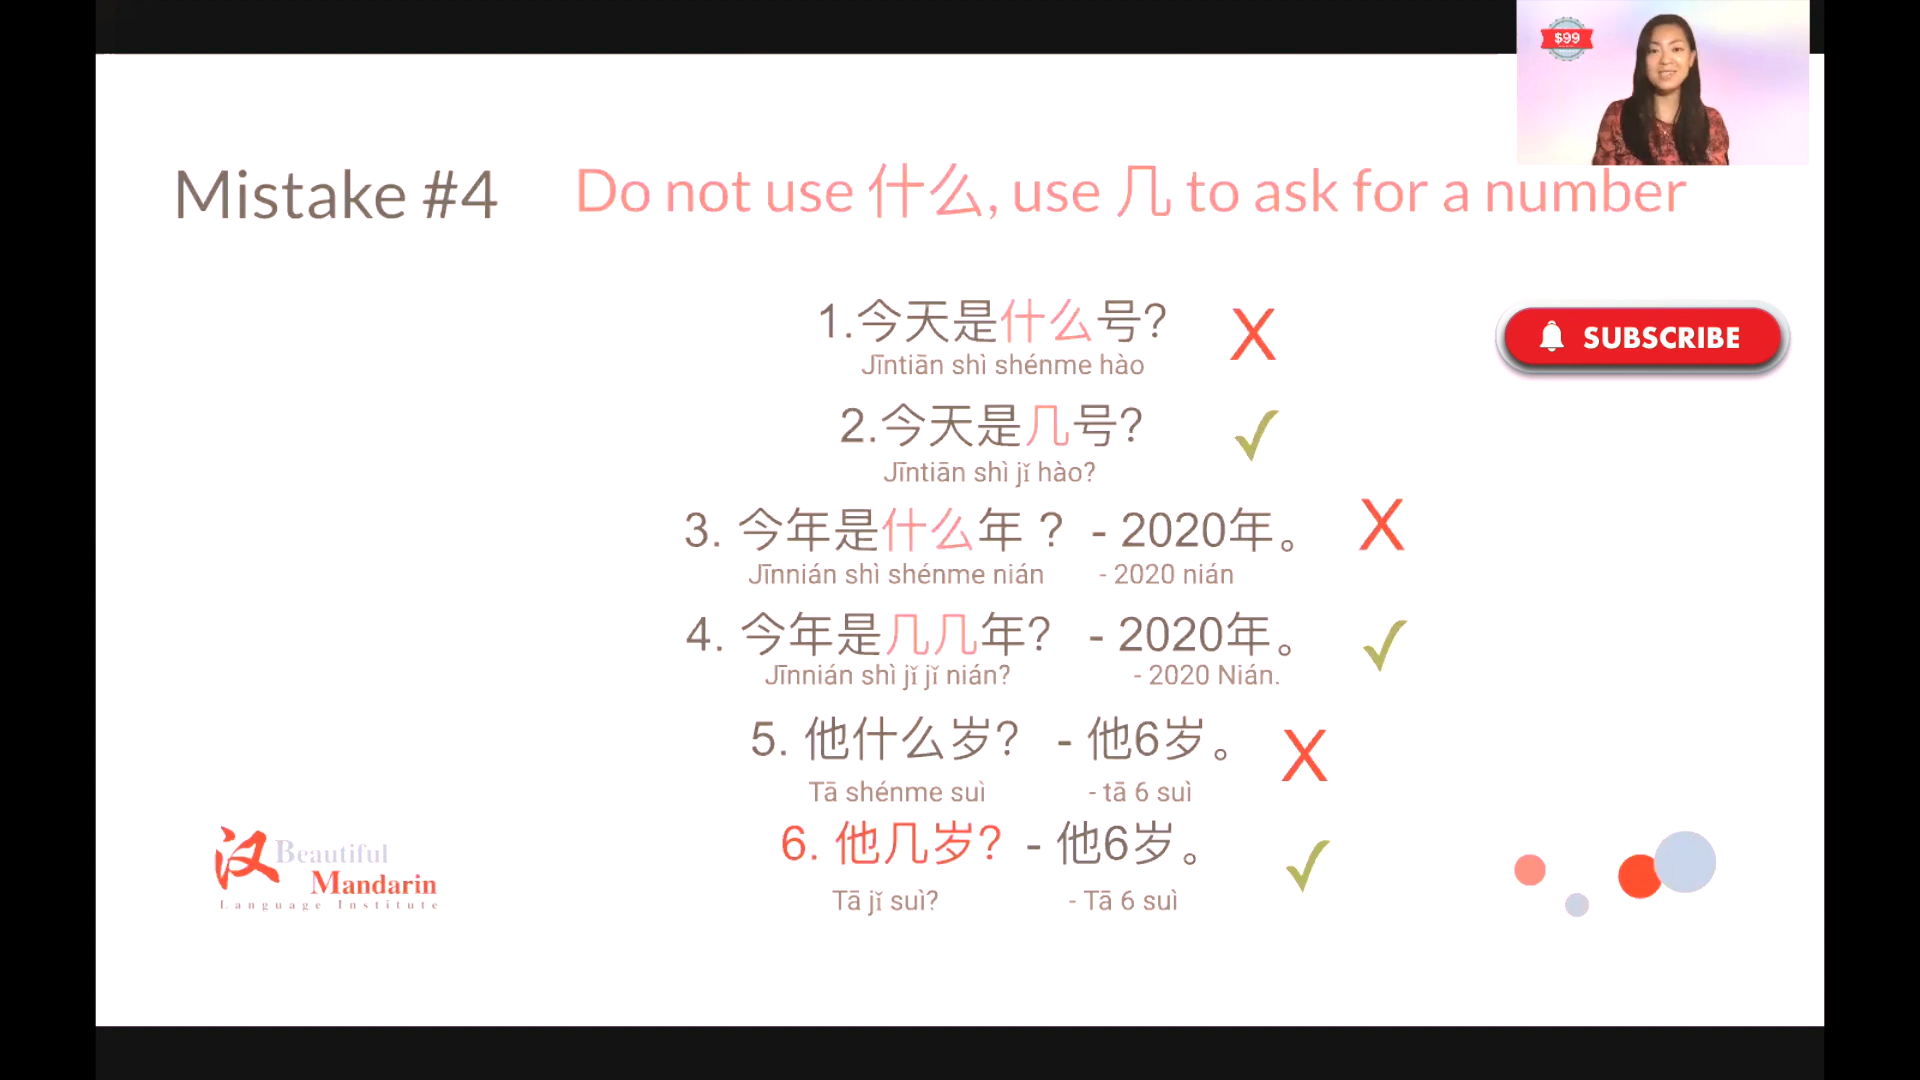 $99
Mistake #4 Do not use 什么, use 几 to ask for a number
1.今天是什么号?
Jīntiān shì shénme hào
SUBSCRIBE
2.今天是几号?
Jīntiān shì jǐ hào?
3. 今年是什么年 ? - 2020年。
Jīnnián shì shénme nián - 2020 nián
4. 今年是几几年? - 2020年。
Jīnnián shì jǐ jǐ nián? - 2020 Nián.
5. 他什么岁? - 他6岁。
Tā shénme suì - tā 6 suì
6. 他几岁? - 他6岁。
Tā jǐ suì? - Tā 6 suì
汉 Beautiful
Mandarin
Language Institute